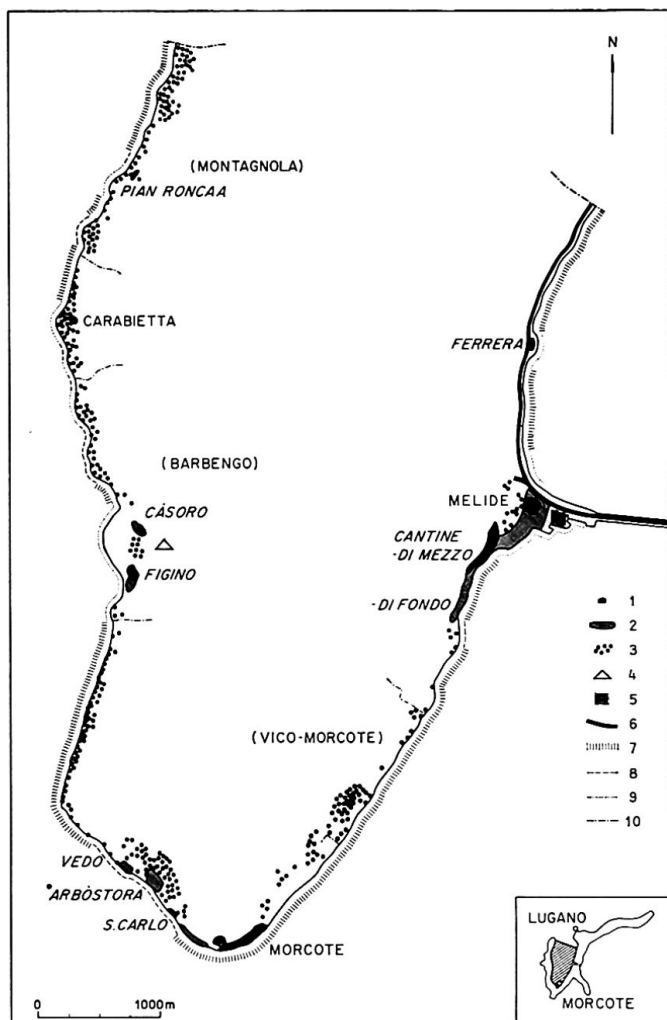 N
(MONTAGNOLA)
PIAN RONCAA
CARABIETTA
FERRERA
(BARBENGO)
MELIDE
CÀSORO
CANTINE
-DI MEZZO
FIGINO
-DI FONDO
1
2
3
4
(VICO-MORCOTE)
5
6
7
8
9
10
VEDO
ARBÒSTORA
S. CARLO
MORCOTE
LUGANO
MORCOTE
0
1000m